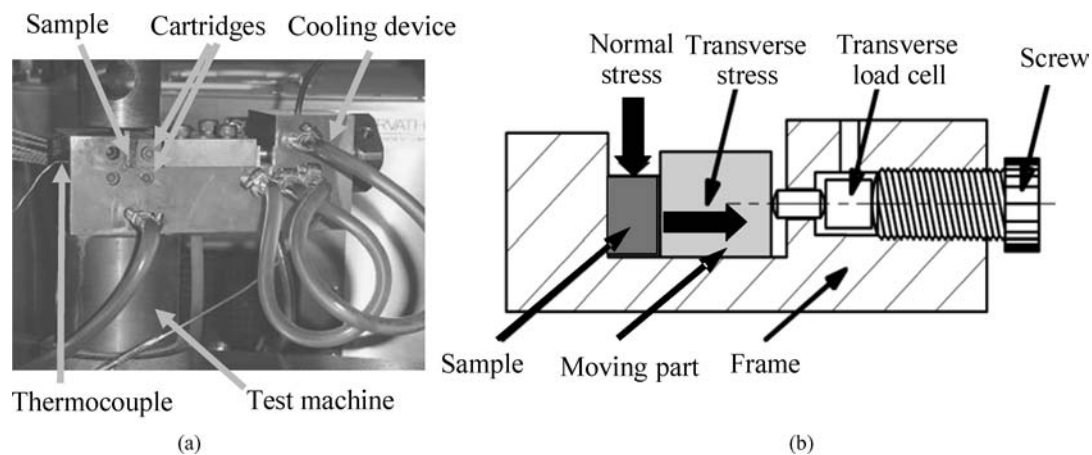 Sample
Cartridges
Cooling device
RVATH
Thermocouple
Test machine
(a)
Normal
stress
Transverse
stress
Transverse
load cell
Screw
Sample
Moving part
Frame
(b)